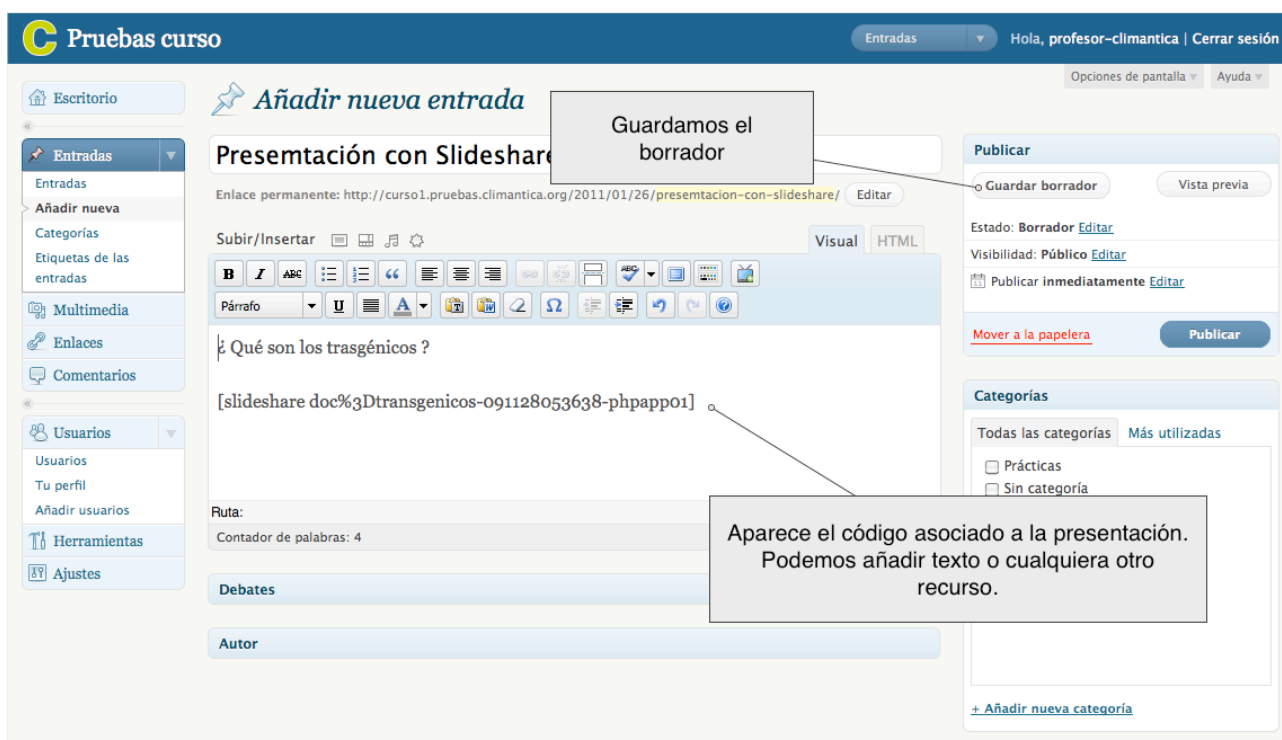 C Pruebas curso
Entradas
Hola, profesor-climantica | Cerrar sesión
Opciones de pantalla
Ayuda
Escritorio
Entradas
Entradas
Añadir nueva
Categorías
Etiquetas de las
entradas
Multimedia
Enlaces
Comentarios
Usuarios
Usuarios
Tu perfil
Añadir usuarios
Herramientas
Ajustes
Añadir nueva entrada
Guardamos el
borrador
Presemtación con Slideshare
Enlace permanente: http://curso1.pruebas.climantica.org/2011/01/26/presemtacion-con-slideshare/ Editar
Subir/Insertar
Visual HTML
B I ABC
ABC
Párrafo U A
¿ Qué son los trasgénicos ?
[slideshare doc%3Dtransgenicos-091128053638-phpapp01]
Ruta:
Contador de palabras: 4
Aparece el código asociado a la presentación.
Podemos añadir texto o cualquiera otro
recurso.
Debates
Autor
Publicar
Guardar borrador Vista previa
Estado: Borrador Editar
Visibilidad: Público Editar
Publicar inmediatamente Editar
Mover a la papelera Publicar
Categorías
Todas las categorías Más utilizadas
Prácticas
Sin categoría
+ Añadir nueva categoría